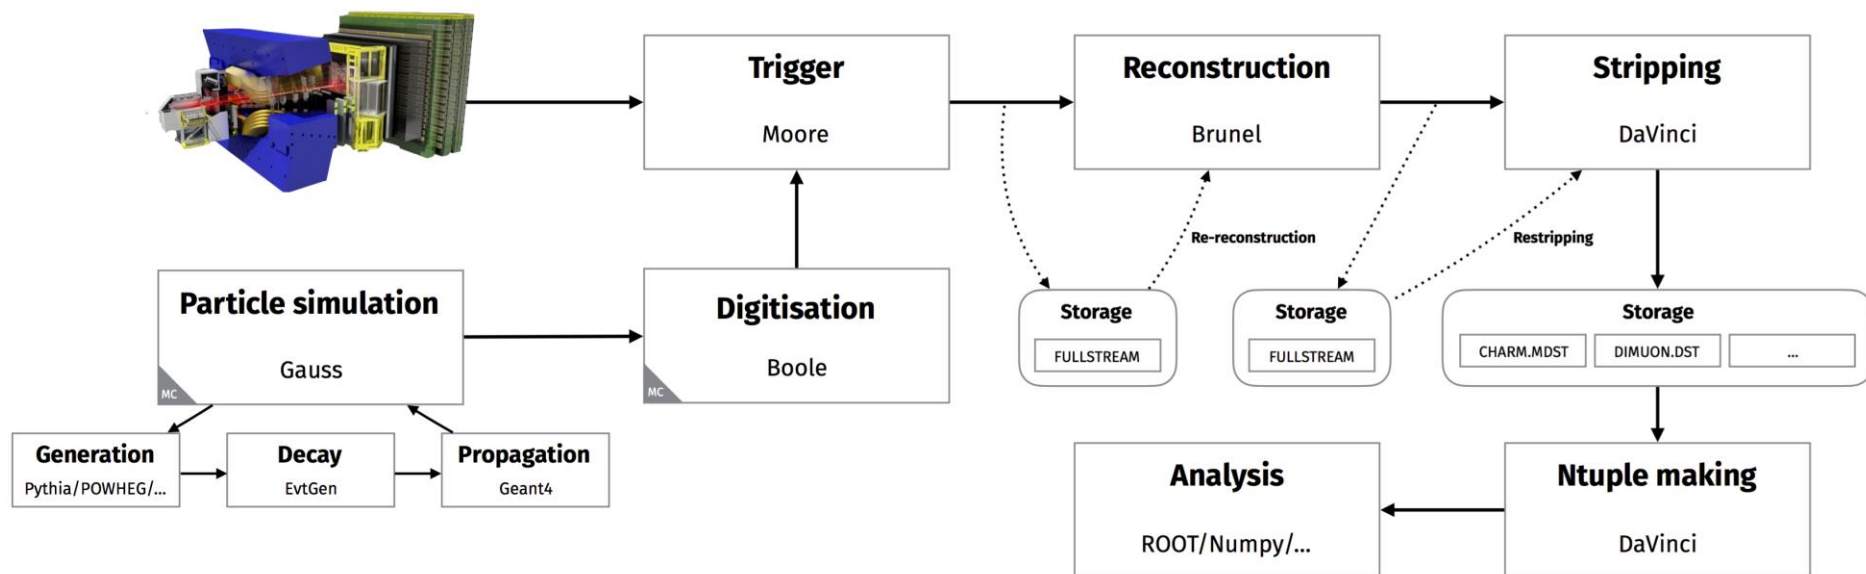 Trigger
Moore
Reconstruction
Brunel
Stripping
DaVinci
Re-reconstruction
Restripping
Particle simulation
Gauss
MC
Digitisation
Boole
MC
Storage
FULLSTREAM
Storage
FULLSTREAM
Storage
CHARM.MDST
DIMUON.DST
...
Generation
Pythia/POWHEG/...
Decay
EvtGen
Propagation
Geant4
Analysis
ROOT/Numpy/...
Ntuple making
DaVinci